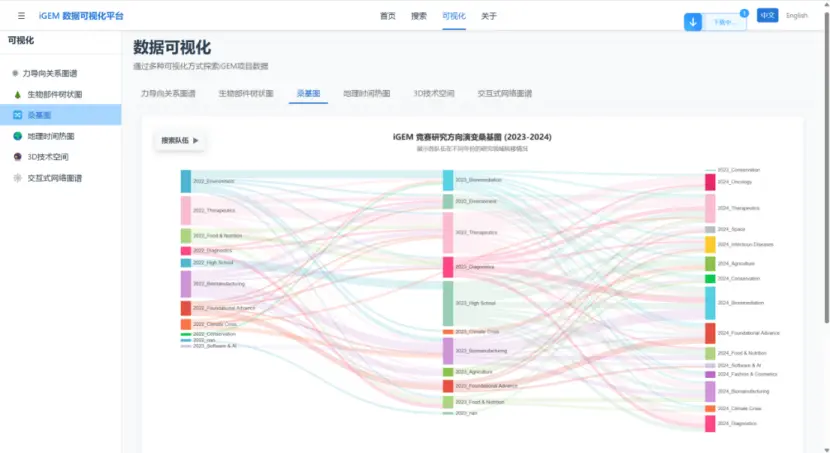 ☰ iGEM 数据可视化平台 首页 搜索 可视化 关于 下载中... 中文 English
可视化
力导向关系图谱
生物部件树状图
桑基图
地理时间热图
3D技术空间
交互式网络图谱
数据可视化
通过多种可视化方式探索iGEM项目数据
力导向关系图谱 生物部件树状图 桑基图 地理时间热图 3D技术空间 交互式网络图谱
搜索队伍 ▶
iGEM 竞赛研究方向演变桑基图 (2023-2024)
展示各队伍在不同年份的研究领域转移情况
2022_Environment
2022_Therapeutics
2022_Food & Nutrition
2022_Diagnostics
2022_High School
2022_Biomanufacturing
2022_Foundational Advance
2022_Climate Crisis
2022_Conservation
2022_nan
2022_Software & AI
2023_Bioremediation
2023_Environment
2023_Therapeutics
2023_Diagnostics
2023_High School
2023_Climate Crisis
2023_Biomanufacturing
2023_Agriculture
2023_Foundational Advance
2023_Food & Nutrition
2023_nan
2023_Conservation
2024_Oncology
2024_Therapeutics
2024_Space
2024_Infectious Diseases
2024_Agriculture
2024_Conservation
2024_Bioremediation
2024_Foundational Advance
2024_Food & Nutrition
2024_Software & AI
2024_Fashion & Cosmetics
2024_Biomanufacturing
2024_Climate Crisis
2024_Diagnostics